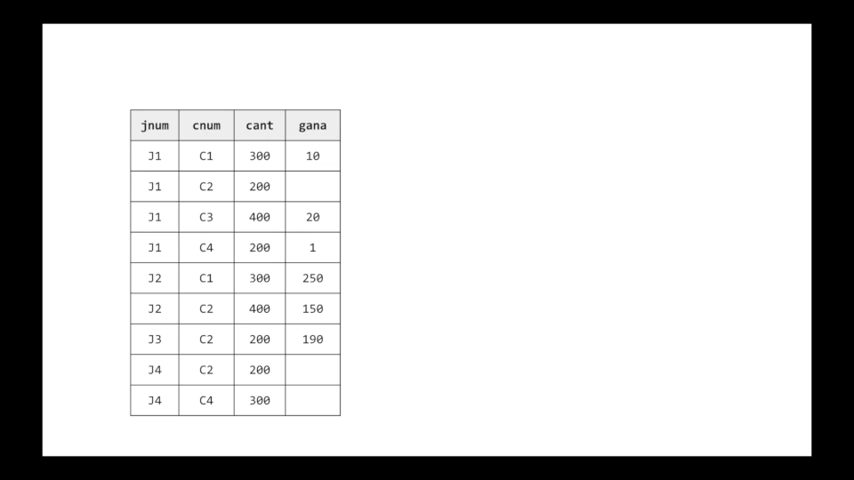 jnum cnum cant gana
J1 C1 300 10
J1 C2 200
J1 C3 400 20
J1 C4 200 1
J2 C1 300 250
J2 C2 400 150
J3 C2 200 190
J4 C2 200
J4 C4 300